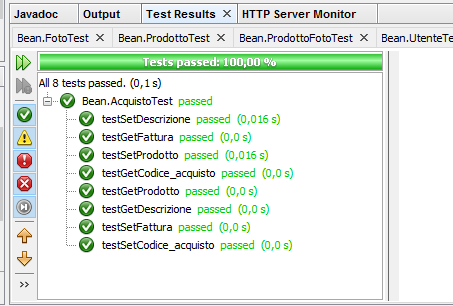 Javadoc Output Test Results X HTTP Server Monitor
Bean.FotoTest X Bean.ProdottoTest X Bean.ProdottoFotoTest X Bean.UtenteTe
Tests passed: 100,00 %
All 8 tests passed. (0,1 s)
Bean.AcquistoTest passed
testSetDescrizione passed (0,016 s)
testGetFattura passed (0,0 s)
testSetProdotto passed (0,016 s)
testGetCodice_acquisto passed (0,0 s)
testGetProdotto passed (0,0 s)
testGetDescrizione passed (0,0 s)
testSetFattura passed (0,0 s)
testSetCodice_acquisto passed (0,0 s)
>>